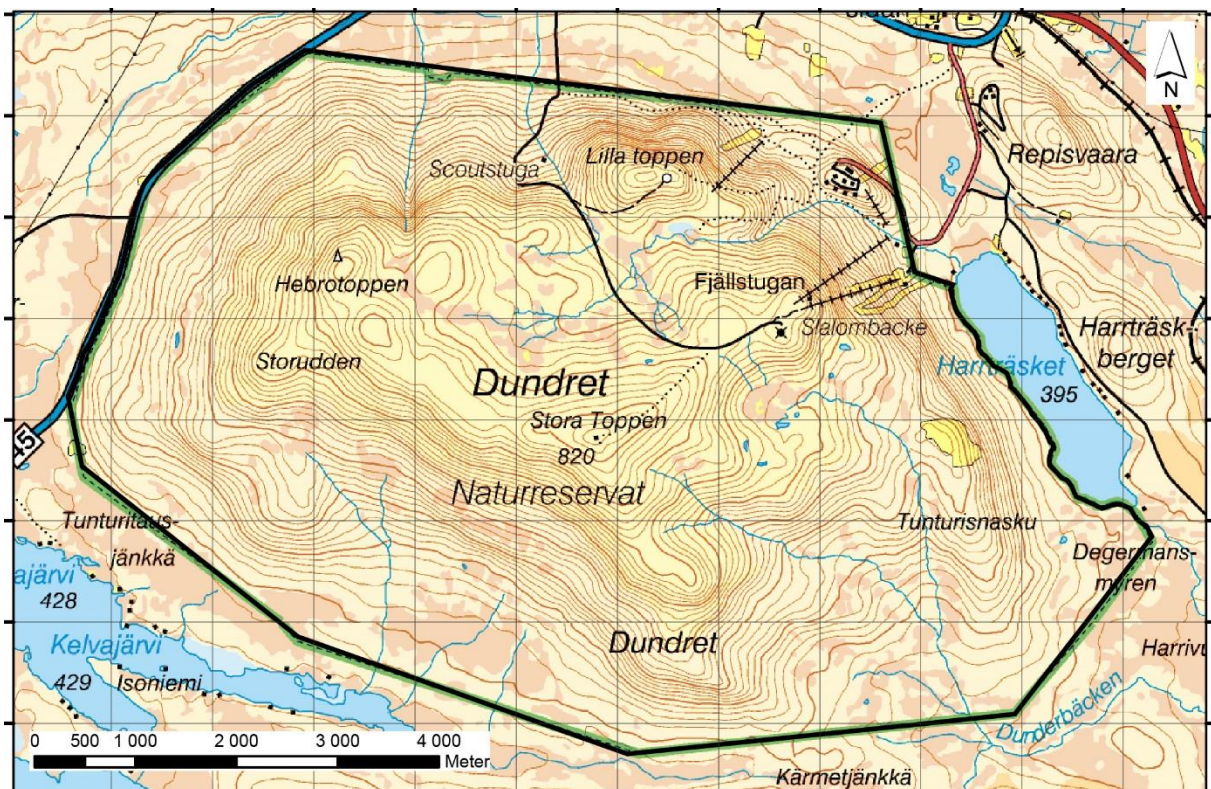 N
Repisvaara
Lilla toppen
Scoutstuga
Hebrotoppen
Fjällstugan
Slalombacke
Harrträsk-
berget
Storudden
Harrträsket
395
Dundret
Stora Toppen
820
45
Naturreservat
Tunturitaus-
jänkkä
Tunturisnasku
Degermans-
myren
ajärvi
428
Kelvajärvi
Dundret
429
Isoniemi
Harrivu
Dunderbäcken
0 500 1 000 2 000 3 000 4 000
Meter
Kärmetjänkkä